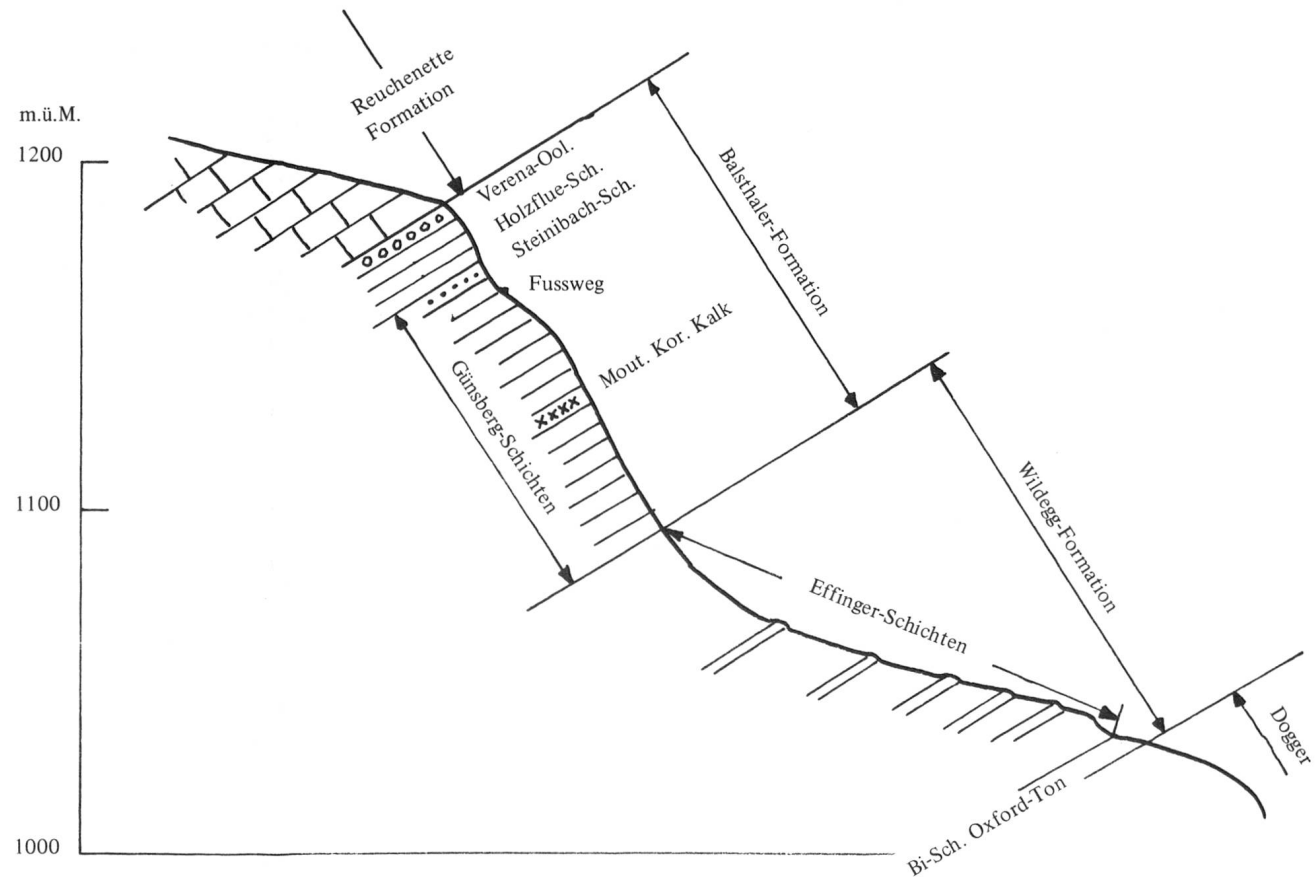 Reuchenette
Formation
m.ü.M.
1200
Verena-Ool.
Holzflue-Sch.
Steinibach-Sch.
Balsthaler-Formation
Fussweg
Mout. Kor. Kalk
Günsberg-Schichten
1100
Wildegg-Formation
Effinger-Schichten
Dogger
Bi-Sch. Oxford-Ton
1000